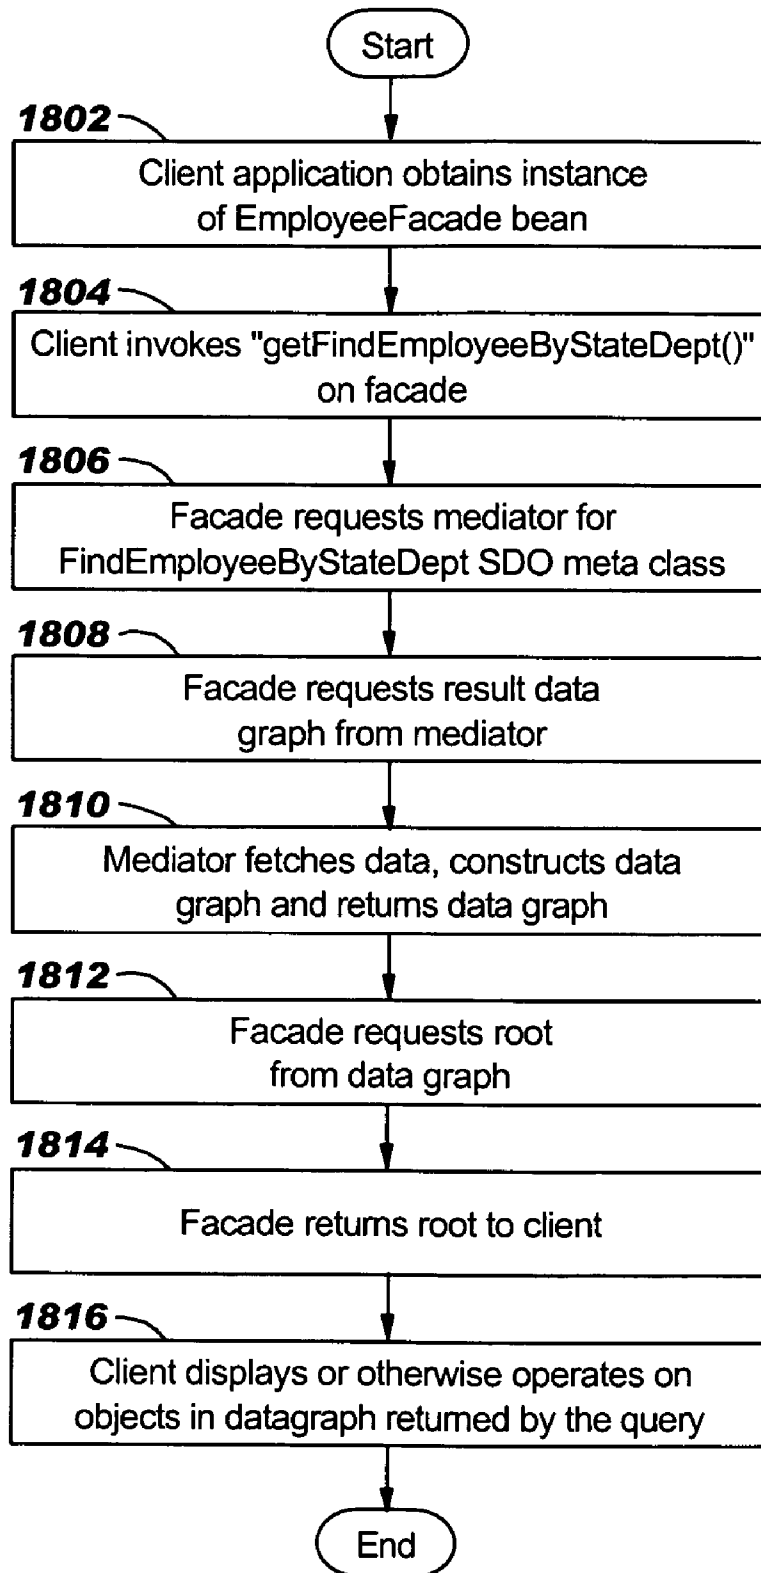 Start
1802
Client application obtains instance
of EmployeeFacade bean
1804
Client invokes "getFindEmployeeByStateDept()"
on facade
1806
Facade requests mediator for
FindEmployeeByStateDept SDO meta class
1808
Facade requests result data
graph from mediator
1810
Mediator fetches data, constructs data
graph and returns data graph
1812
Facade requests root
from data graph
1814
Facade returns root to client
1816
Client displays or otherwise operates on
objects in datagraph returned by the query
End